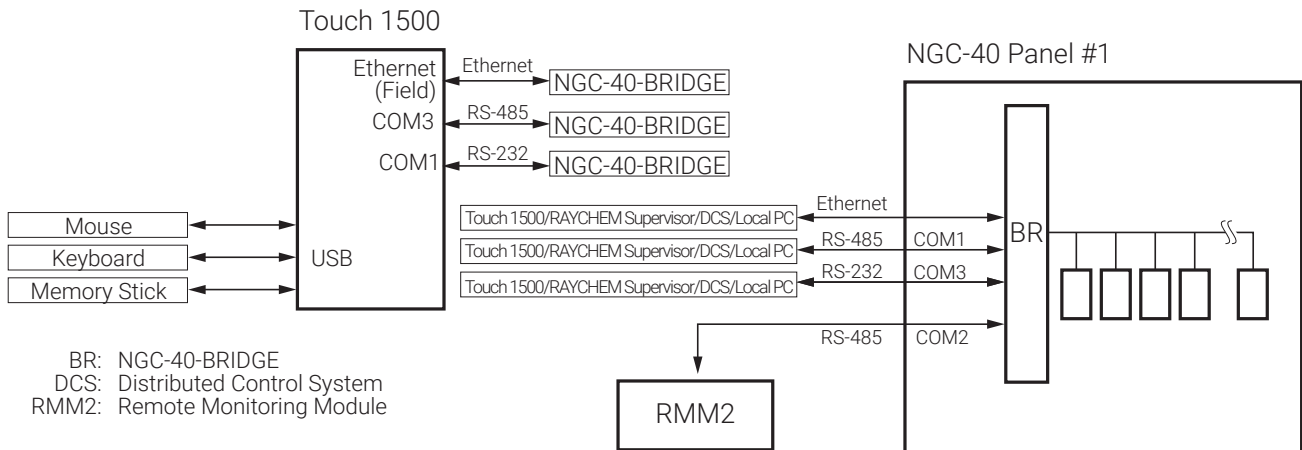 Touch 1500
Ethernet
(Field)
COM3
COM1
USB
Ethernet
NGC-40-BRIDGE
RS-485
NGC-40-BRIDGE
RS-232
NGC-40-BRIDGE
Mouse
Keyboard
Memory Stick
BR: NGC-40-BRIDGE
DCS: Distributed Control System
RMM2: Remote Monitoring Module
NGC-40 Panel #1
Touch 1500/RAYCHEM Supervisor/DCS/Local PC
Ethernet
Touch 1500/RAYCHEM Supervisor/DCS/Local PC
RS-485 COM1
Touch 1500/RAYCHEM Supervisor/DCS/Local PC
RS-232 COM3
RS-485 COM2
BR
RMM2